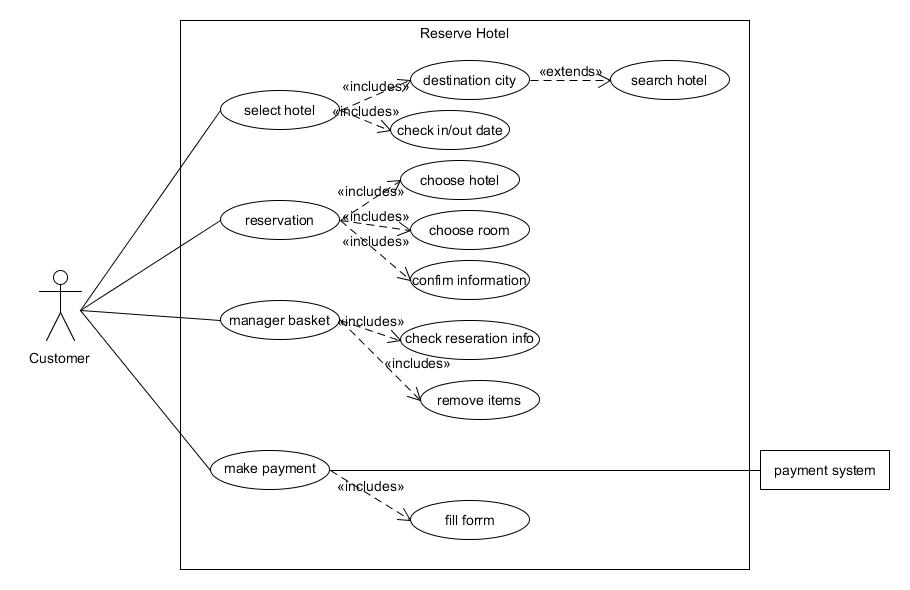 Reserve Hotel
«includes»
destination city
«extends»
search hotel
select hotel
«includes»
check in/out date
choose hotel
«includes»
reservation
«includes»
choose room
«includes»
confim information
Customer
manager basket
«includes»
check reseration info
«includes»
remove items
make payment
payment system
«includes»
fill forrm